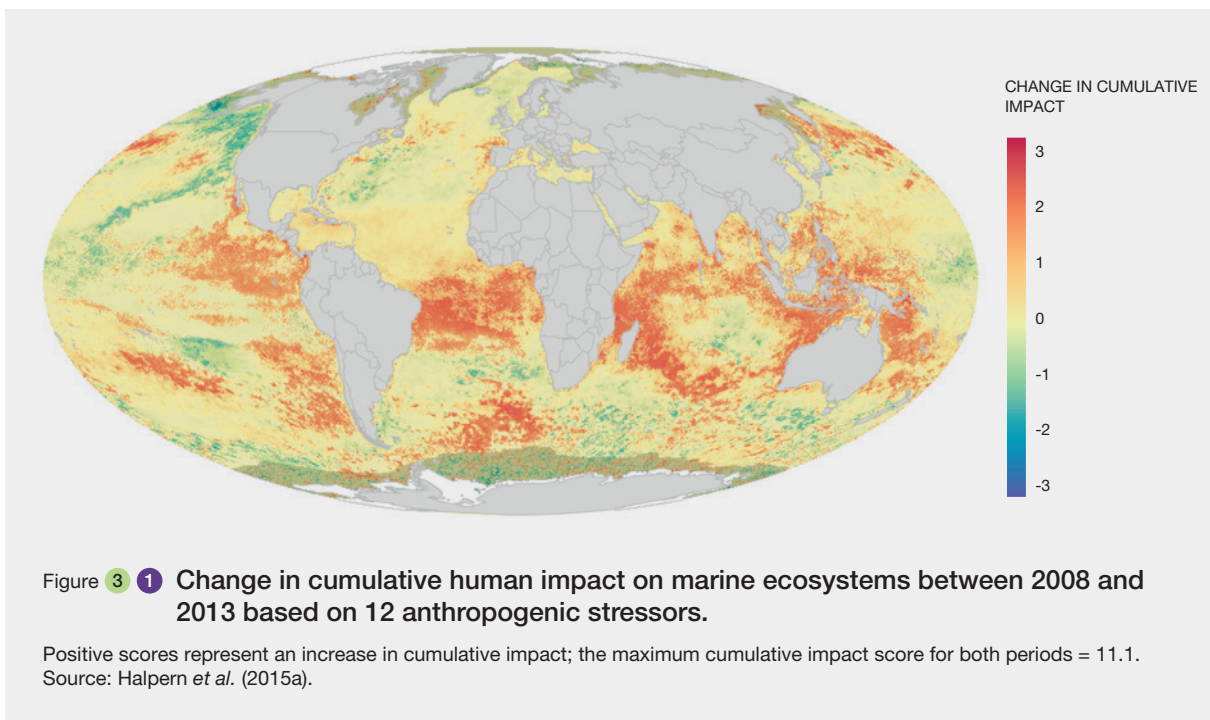 CHANGE IN CUMULATIVE
IMPACT
3
2
1
0
-1
-2
-3
Figure 3 1 Change in cumulative human impact on marine ecosystems between 2008 and
2013 based on 12 anthropogenic stressors.
Positive scores represent an increase in cumulative impact; the maximum cumulative impact score for both periods = 11.1.
Source: Halpern et al. (2015a).